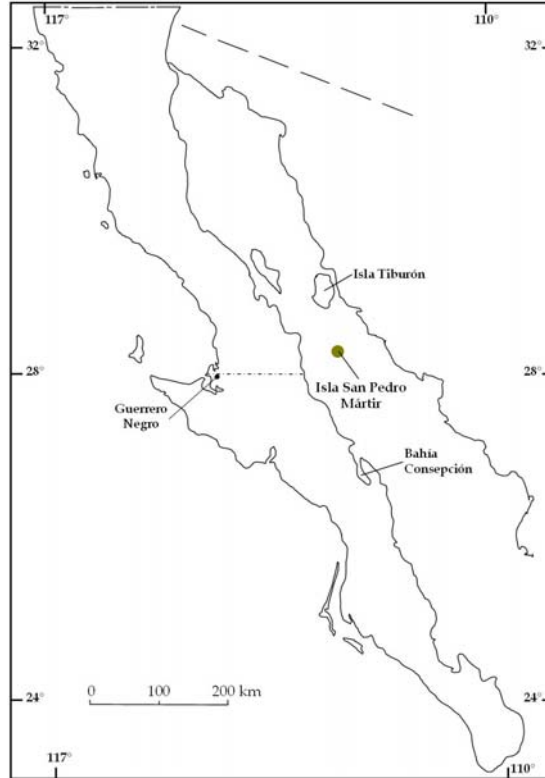 117°
110°
32°
32°
Isla Tiburón
28°
28°
Isla San Pedro
Mártir
Guerrero
Negro
Bahía
Consepción
0
100
200 km
24°
24°
117°
110°